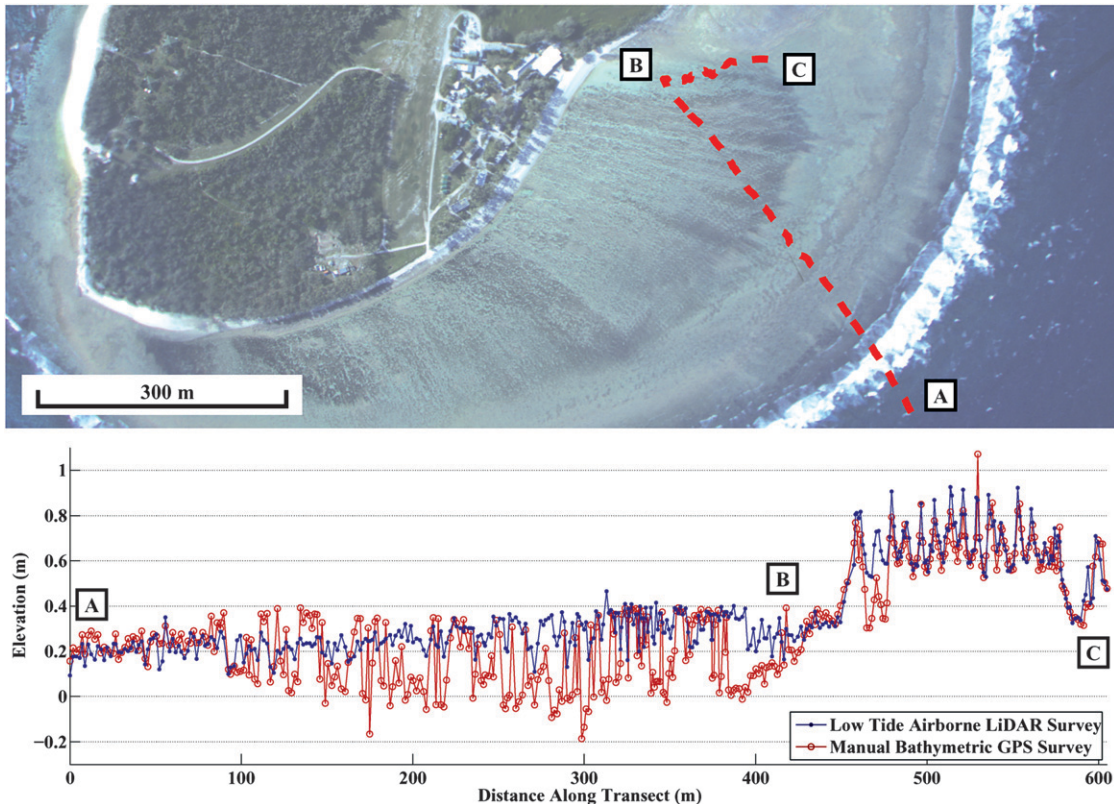 B
C
A
300 m
1
0.8
0.6
0.4
0.2
0
−0.2
Elevation (m)
A
B
C
Low Tide Airborne LiDAR Survey
Manual Bathymetric GPS Survey
0
100
200
300
400
500
600
Distance Along Transect (m)